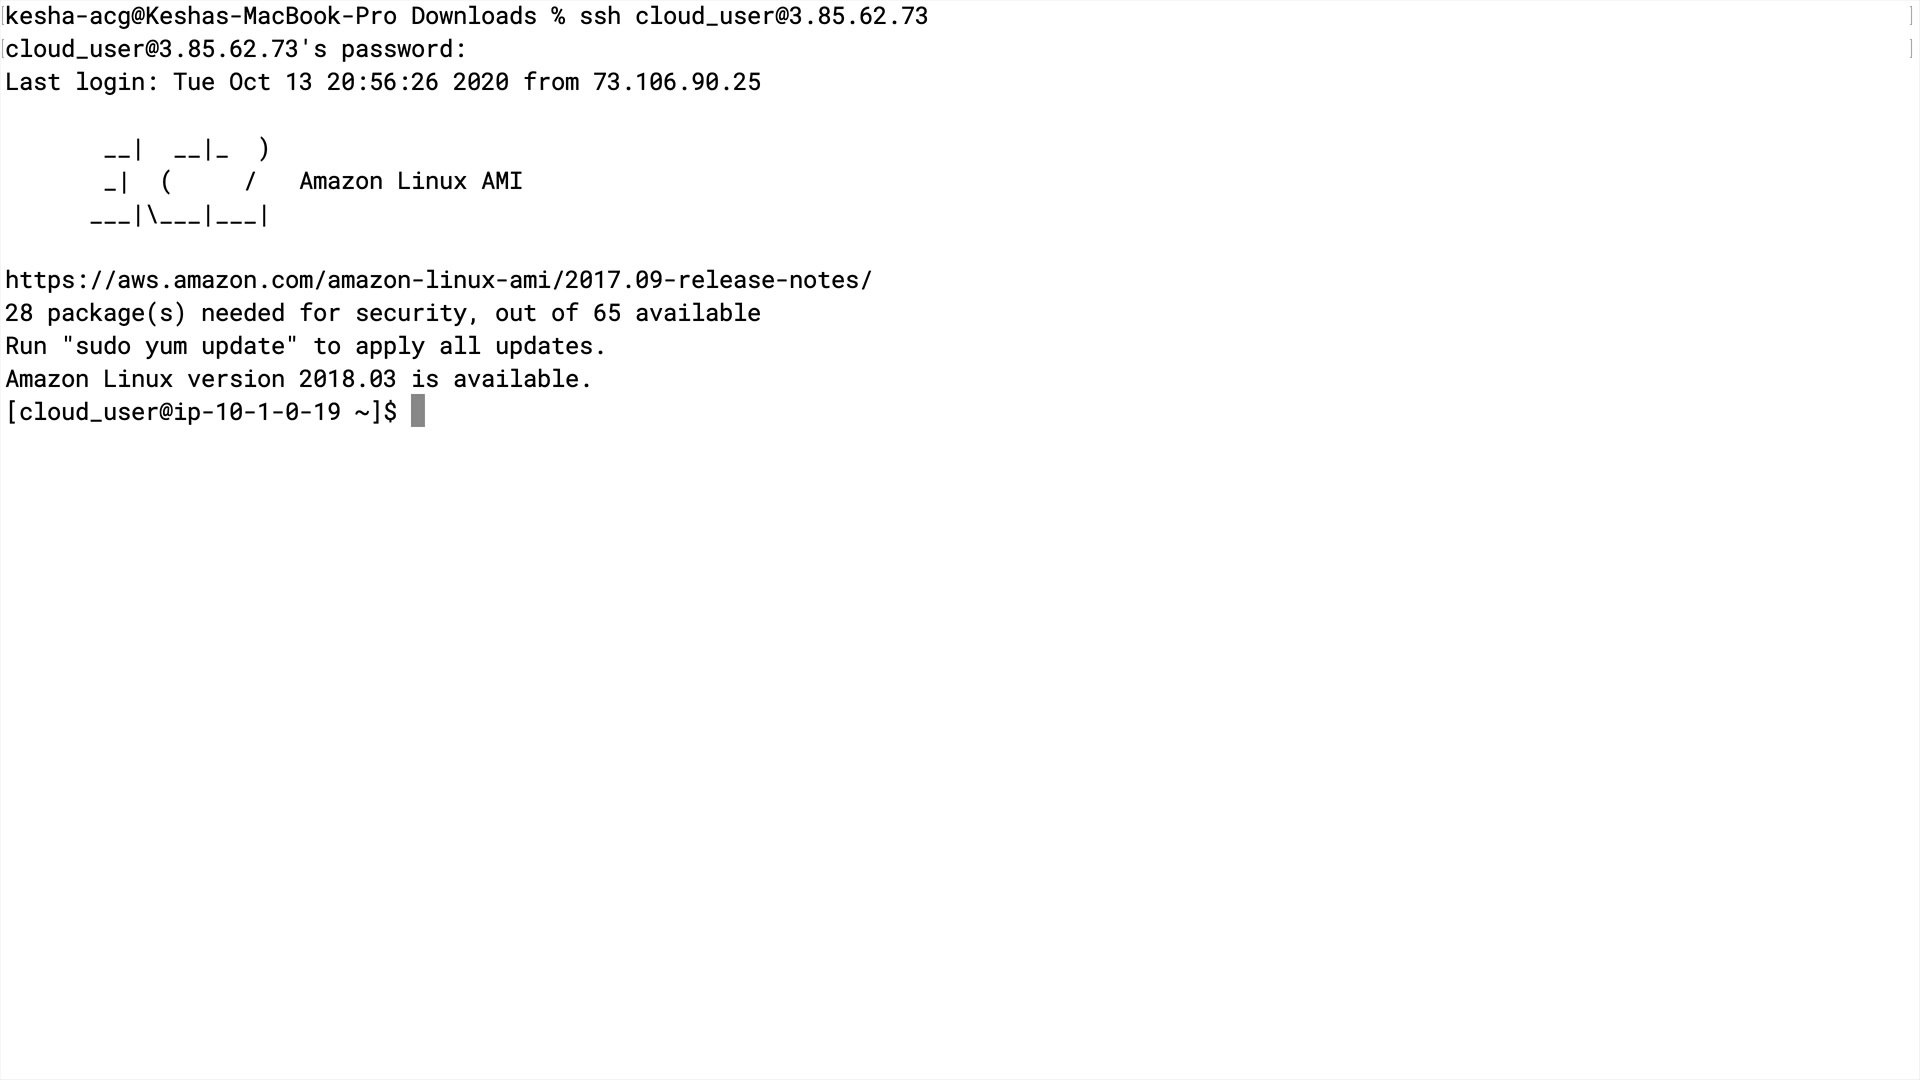 kesha-acg@Keshas-MacBook-Pro Downloads % ssh cloud_user@3.85.62.73
cloud_user@3.85.62.73's password:
Last login: Tue Oct 13 20:56:26 2020 from 73.106.90.25

       __|  __|_  )
       _|  (     /   Amazon Linux AMI
      ___|\___|___|

https://aws.amazon.com/amazon-linux-ami/2017.09-release-notes/
28 package(s) needed for security, out of 65 available
Run "sudo yum update" to apply all updates.
Amazon Linux version 2018.03 is available.
[cloud_user@ip-10-1-0-19 ~]$